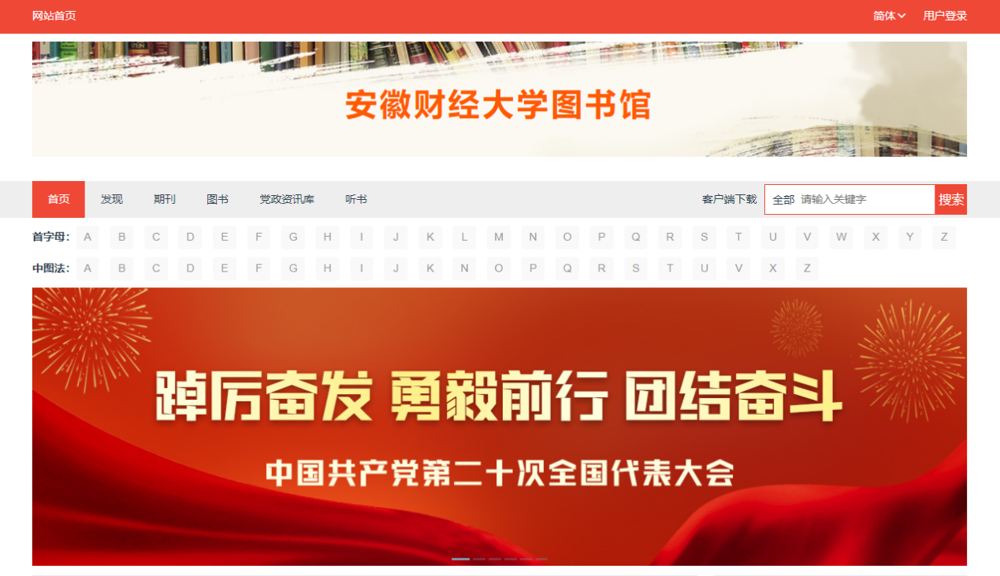 网站首页 简体 用户登录
安徽财经大学图书馆
首页 发现 期刊 图书 党政资讯库 听书 客户端下载 全部 请输入关键字 搜索
首字母: A B C D E F G H I J K L M N O P Q R S T U V W X Y Z
中图法: A B C D E F G H I J K N O P Q R S T U V X Z
踔厉奋发 勇毅前行 团结奋斗
中国共产党第二十次全国代表大会